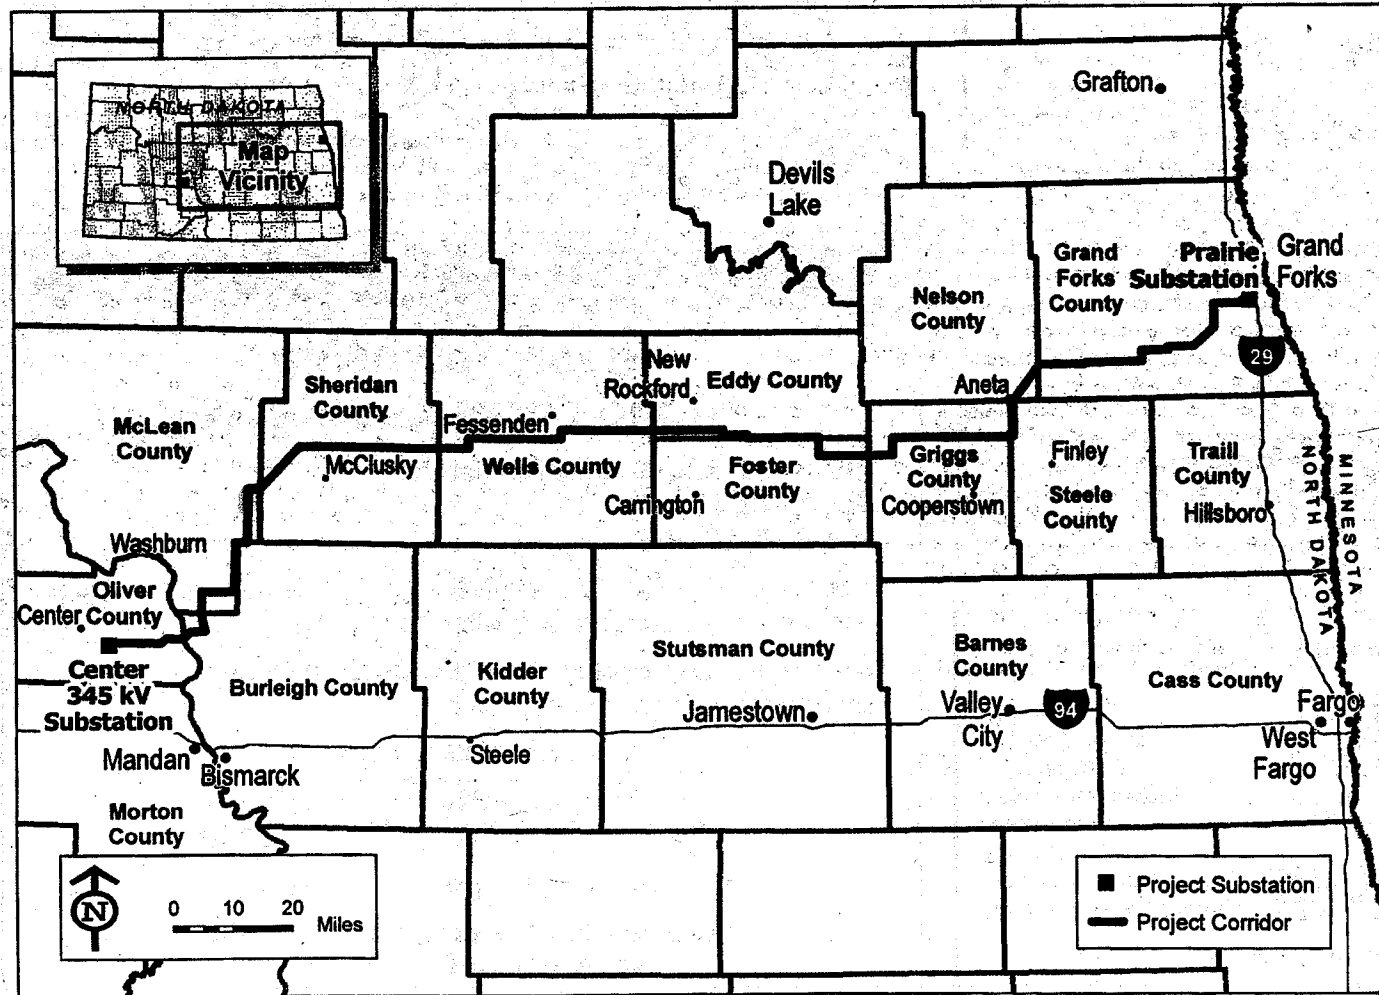 NORTH DAKOTA
Map
Vicinity
Grafton
Devils
Lake
Grand
Forks
County
Prairie
Substation
Grand
Forks
Nelson
County
29
New
Rockford
Eddy County
Aneta
Sheridan
County
McLean
County
Fessenden
McClusky
Wells County
Foster
County
Carrington
Griggs
County
Cooperstown
Finley
Steele
County
Traill
County
Hillsboro
MINNESOTA
NORTH DAKOTA
Washburn
Oliver
County
Center
Center
345 kV
Substation
Burleigh County
Kidder
County
Stutsman County
Barnes
County
Cass County
Jamestown
Valley
City
94
Fargo
West
Fargo
Mandan
Bismarck
Steele
Morton
County
N
0 10 20
Miles
Project Substation
Project Corridor